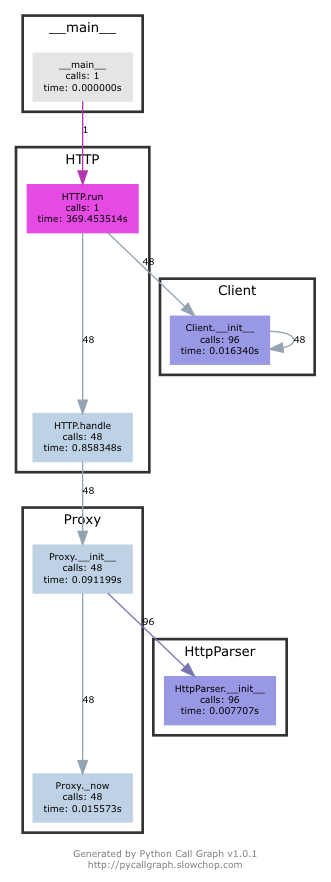 __main__
__main__
calls: 1
time: 0.000000s
1
HTTP
HTTP.run
calls: 1
time: 369.453514s
48
Client
Client.__init__
calls: 96
time: 0.016340s
48
48
HTTP.handle
calls: 48
time: 0.858348s
48
Proxy
Proxy.__init__
calls: 48
time: 0.091199s
96
HttpParser
HttpParser.__init__
calls: 96
time: 0.007707s
48
Proxy._now
calls: 48
time: 0.015573s
Generated by Python Call Graph v1.0.1
http://pycallgraph.slowchop.com